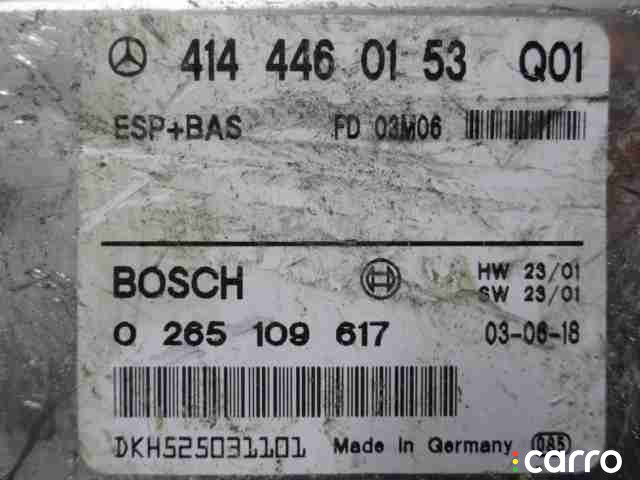 414 446 01 53 Q01
ESP+BAS FD 03M06
BOSCH HW 23/01
SW 23/01
0 265 109 617 03-06-18
DKH525031101 Made in Germany 0A5
carro